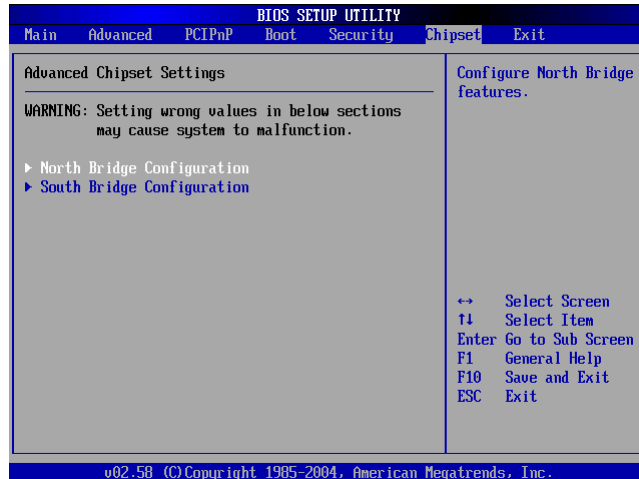 BIOS SETUP UTILITY
Main Advanced PCIPnP Boot Security Chipset Exit
Advanced Chipset Settings
WARNING: Setting wrong values in below sections
may cause system to malfunction.
North Bridge Configuration
South Bridge Configuration
Configure North Bridge
features.
↔ Select Screen
↑↓ Select Item
Enter Go to Sub Screen
F1 General Help
F10 Save and Exit
ESC Exit
v02.58 (C)Copyright 1985-2004, American Megatrends, Inc.